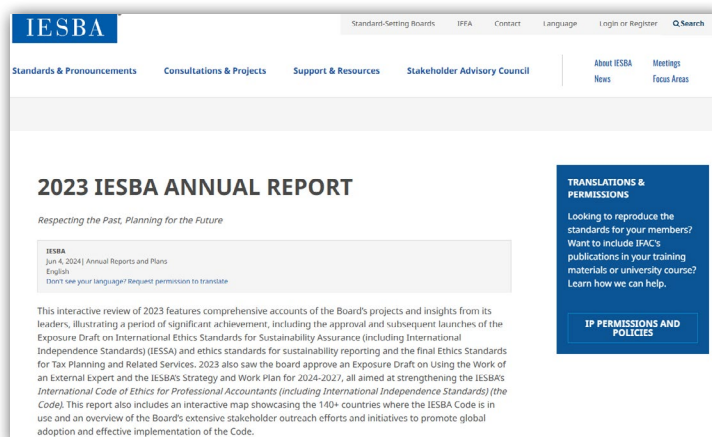 IESBA
Standard-Setting Boards IFEA Contact Language Login or Register Search
Standards & Pronouncements Consultations & Projects Support & Resources Stakeholder Advisory Council
About IESBA Meetings
News Focus Areas
2023 IESBA ANNUAL REPORT
Respecting the Past, Planning for the Future
IESBA
Jun 4, 2024| Annual Reports and Plans
English
Don't see your language? Request permission to translate
This interactive review of 2023 features comprehensive accounts of the Board's projects and insights from its
leaders, illustrating a period of significant achievement, including the approval and subsequent launches of the
Exposure Draft on International Ethics Standards for Sustainability Assurance (including International
Independence Standards) (IESSA) and ethics standards for sustainability reporting and the final Ethics Standards
for Tax Planning and Related Services. 2023 also saw the board approve an Exposure Draft on Using the Work of
an External Expert and the IESBA's Strategy and Work Plan for 2024-2027, all aimed at strengthening the IESBA's
International Code of Ethics for Professional Accountants (including International Independence Standards) (the
Code). This report also includes an interactive map showcasing the 140+ countries where the IESBA Code is in
use and an overview of the Board's extensive stakeholder outreach efforts and initiatives to promote global
adoption and effective implementation of the Code.
TRANSLATIONS &
PERMISSIONS
Looking to reproduce the
standards for your members?
Want to include IFAC's
publications in your training
materials or university course?
Learn how we can help.
IP PERMISSIONS AND
POLICIES